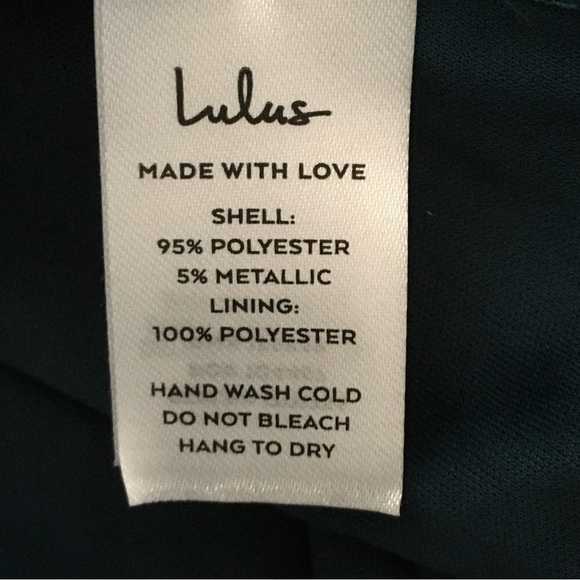 Lulus
MADE WITH LOVE
SHELL:
95% POLYESTER
5% METALLIC
LINING:
100% POLYESTER
HAND WASH COLD
DO NOT BLEACH
HANG TO DRY